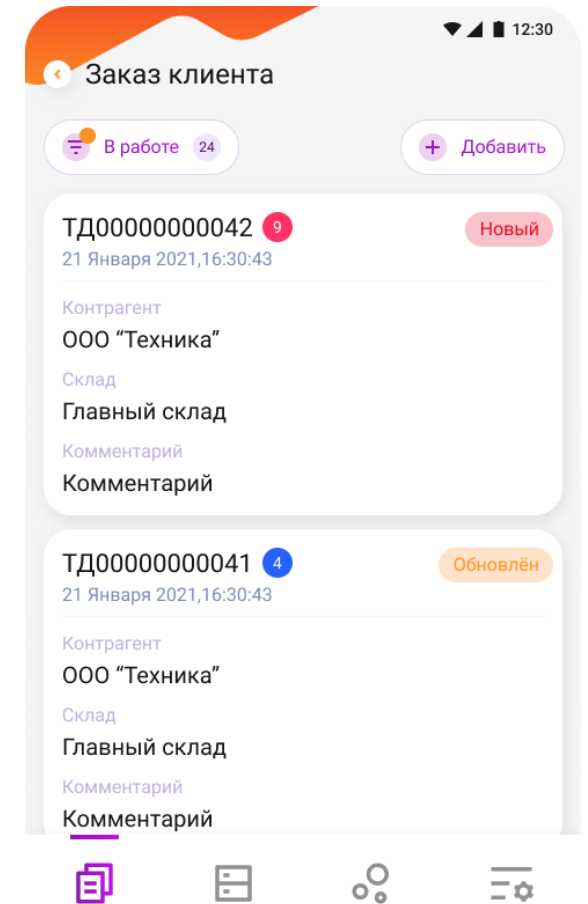 12:30
Заказ клиента
В работе 24
Добавить
ТД00000000042 9
Новый
21 Января 2021,16:30:43
Контрагент
ООО “Техника”
Склад
Главный склад
Комментарий
Комментарий
ТД00000000041 4
Обновлён
21 Января 2021,16:30:43
Контрагент
ООО “Техника”
Склад
Главный склад
Комментарий
Комментарий